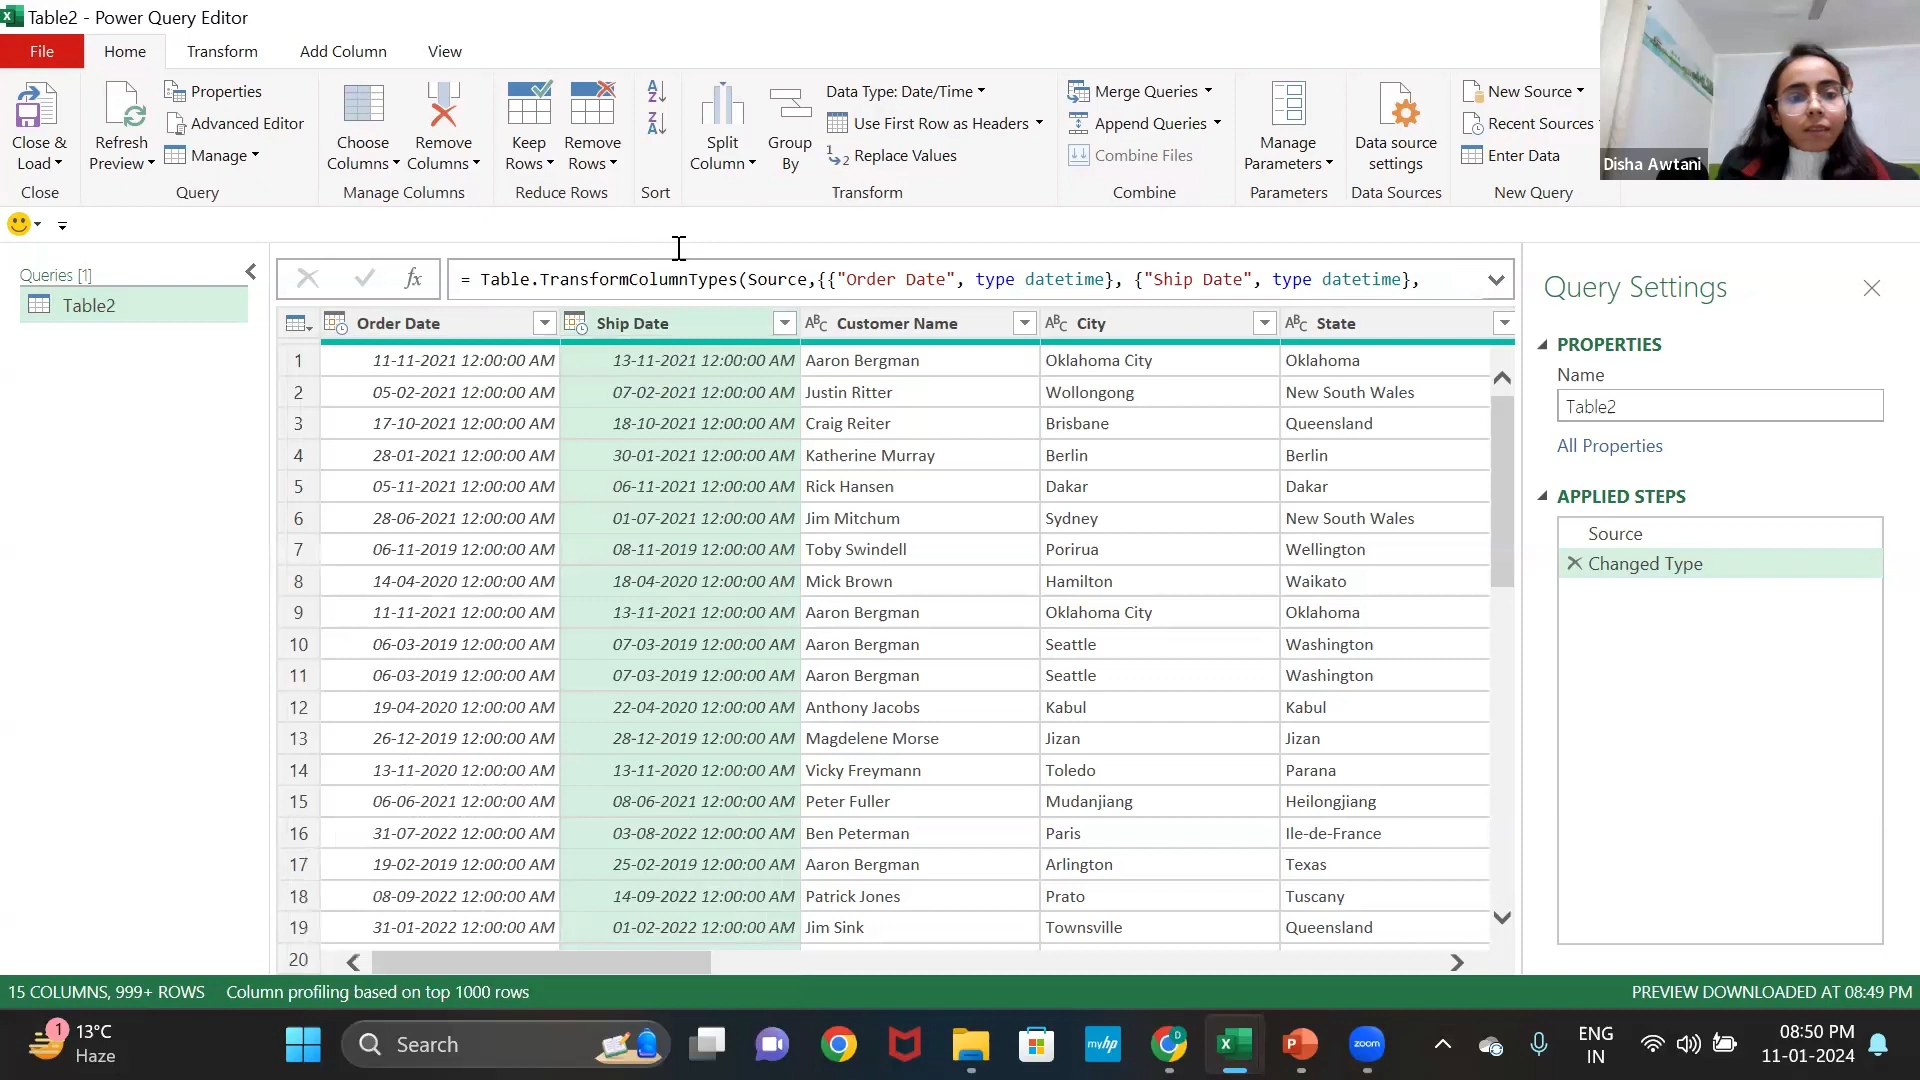 Table2 - Power Query Editor
File Home Transform Add Column View
Close & Load
Refresh Preview
Properties
Advanced Editor
Manage
Choose Columns
Remove Columns
Keep Rows
Remove Rows
Split Column
Group By
Data Type: Date/Time
Use First Row as Headers
Replace Values
Merge Queries
Append Queries
Combine Files
Manage Parameters
Data source settings
New Source
Recent Sources
Enter Data
Close Query Manage Columns Reduce Rows Sort Transform Combine Parameters Data Sources New Query
Disha Awtani
Queries [1]
Table2
fx = Table.TransformColumnTypes(Source,{{"Order Date", type datetime}, {"Ship Date", type datetime},
Order Date Ship Date ABC Customer Name ABC City ABC State
1 11-11-2021 12:00:00 AM 13-11-2021 12:00:00 AM Aaron Bergman Oklahoma City Oklahoma
2 05-02-2021 12:00:00 AM 07-02-2021 12:00:00 AM Justin Ritter Wollongong New South Wales
3 17-10-2021 12:00:00 AM 18-10-2021 12:00:00 AM Craig Reiter Brisbane Queensland
4 28-01-2021 12:00:00 AM 30-01-2021 12:00:00 AM Katherine Murray Berlin Berlin
5 05-11-2021 12:00:00 AM 06-11-2021 12:00:00 AM Rick Hansen Dakar Dakar
6 28-06-2021 12:00:00 AM 01-07-2021 12:00:00 AM Jim Mitchum Sydney New South Wales
7 06-11-2019 12:00:00 AM 08-11-2019 12:00:00 AM Toby Swindell Porirua Wellington
8 14-04-2020 12:00:00 AM 18-04-2020 12:00:00 AM Mick Brown Hamilton Waikato
9 11-11-2021 12:00:00 AM 13-11-2021 12:00:00 AM Aaron Bergman Oklahoma City Oklahoma
10 06-03-2019 12:00:00 AM 07-03-2019 12:00:00 AM Aaron Bergman Seattle Washington
11 06-03-2019 12:00:00 AM 07-03-2019 12:00:00 AM Aaron Bergman Seattle Washington
12 19-04-2020 12:00:00 AM 22-04-2020 12:00:00 AM Anthony Jacobs Kabul Kabul
13 26-12-2019 12:00:00 AM 28-12-2019 12:00:00 AM Magdelene Morse Jizan Jizan
14 13-11-2020 12:00:00 AM 13-11-2020 12:00:00 AM Vicky Freymann Toledo Parana
15 06-06-2021 12:00:00 AM 08-06-2021 12:00:00 AM Peter Fuller Mudanjiang Heilongjiang
16 31-07-2022 12:00:00 AM 03-08-2022 12:00:00 AM Ben Peterman Paris Ile-de-France
17 19-02-2019 12:00:00 AM 25-02-2019 12:00:00 AM Aaron Bergman Arlington Texas
18 08-09-2022 12:00:00 AM 14-09-2022 12:00:00 AM Patrick Jones Prato Tuscany
19 31-01-2022 12:00:00 AM 01-02-2022 12:00:00 AM Jim Sink Townsville Queensland
20
Query Settings
PROPERTIES
Name
Table2
All Properties
APPLIED STEPS
Source
Changed Type
15 COLUMNS, 999+ ROWS Column profiling based on top 1000 rows PREVIEW DOWNLOADED AT 08:49 PM
1 13°C
Haze
Search
myhp
zoom
ENG
IN
08:50 PM
11-01-2024